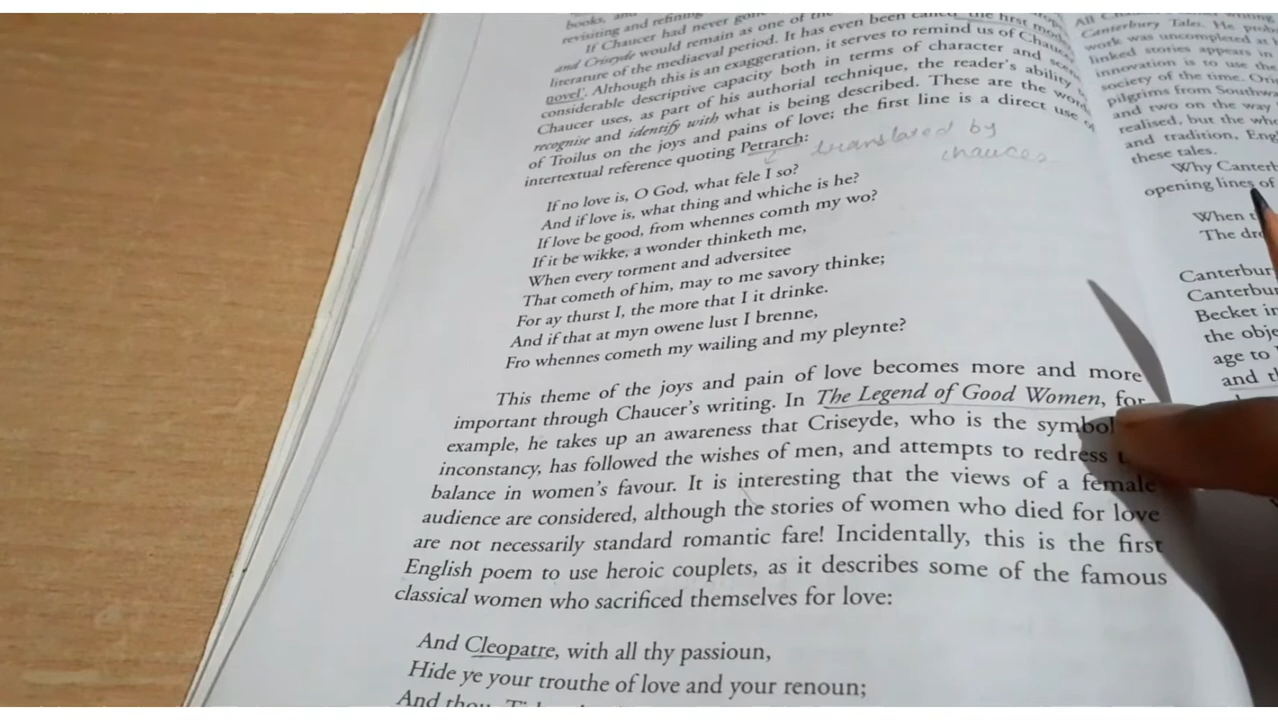 books, and
revisiting and refining
If Chaucer had never gone
and Criseyde would remain as one of the
literature of the mediaeval period. It has even been called 'the first
novel'. Although this is an exaggeration, it serves to remind us of
considerable descriptive capacity both in terms of character and
Chaucer uses, as part of his authorial technique, the reader's ability
recognise and identify with what is being described. These are the
of Troilus on the joys and pains of love; the first line is a direct use of
intertextual reference quoting Petrarch:
translated by
chaucer
If no love is, O God, what fele I so?
And if love is, what thing and whiche is he?
If love be good, from whennes comth my wo?
If it be wikke, a wonder thinketh me,
When every torment and adversitee
That cometh of him, may to me savory thinke;
For ay thurst I, the more that I it drinke.
And if that at myn owene lust I brenne,
Fro whennes cometh my wailing and my pleynte?
This theme of the joys and pain of love becomes more and more
important through Chaucer's writing. In The Legend of Good Women, for
example, he takes up an awareness that Criseyde, who is the symbol
inconstancy, has followed the wishes of men, and attempts to redress
balance in women's favour. It is interesting that the views of a female
audience are considered, although the stories of women who died for love
are not necessarily standard romantic fare! Incidentally, this is the first
English poem to use heroic couplets, as it describes some of the famous
classical women who sacrificed themselves for love:
And Cleopatre, with all thy passioun,
Hide ye your trouthe of love and your renoun;
And thou,
All
Canterbury Tales. He
work was uncompleted at
linked stories appears in
innovation is to use the
society of the time.
pilgrims from
and two on the way
realised, but the
and tradition,
these tales.
Why
opening lines of
When
The
Canterbury
Becket in
the
age to
and